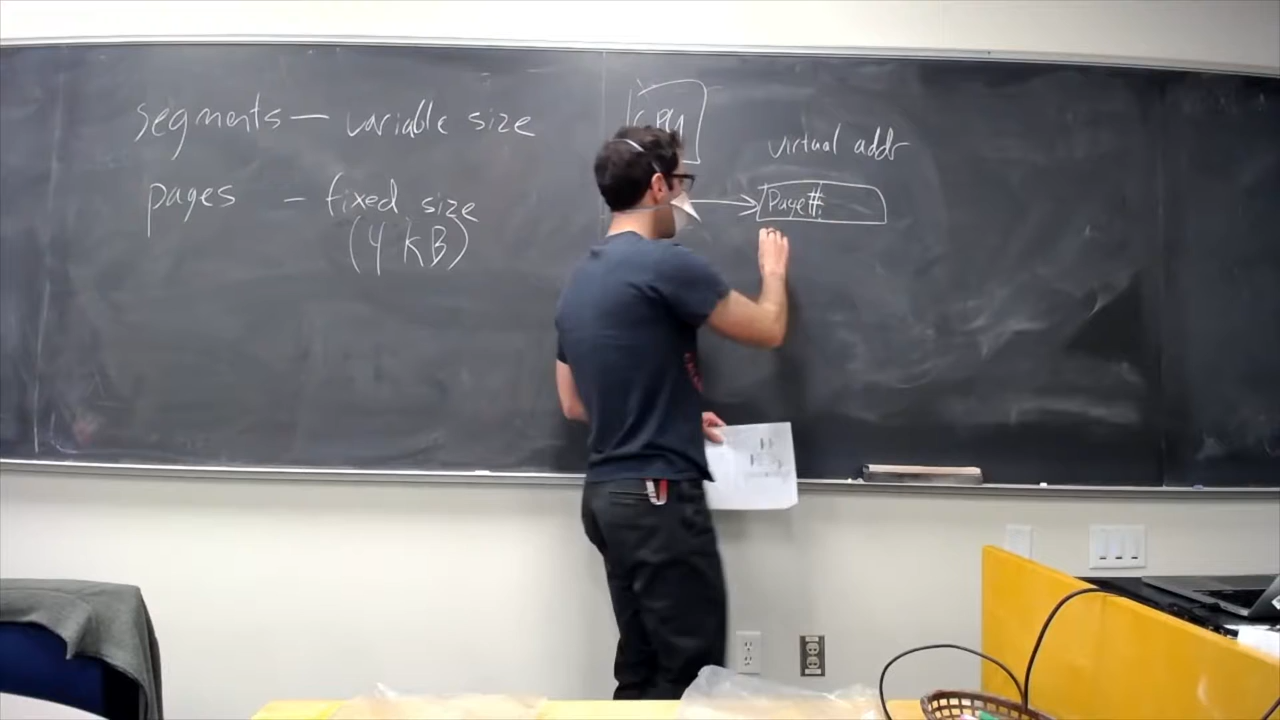 segments — variable size
pages — fixed size
(4 kB)
CPU
virtual addr
Page#